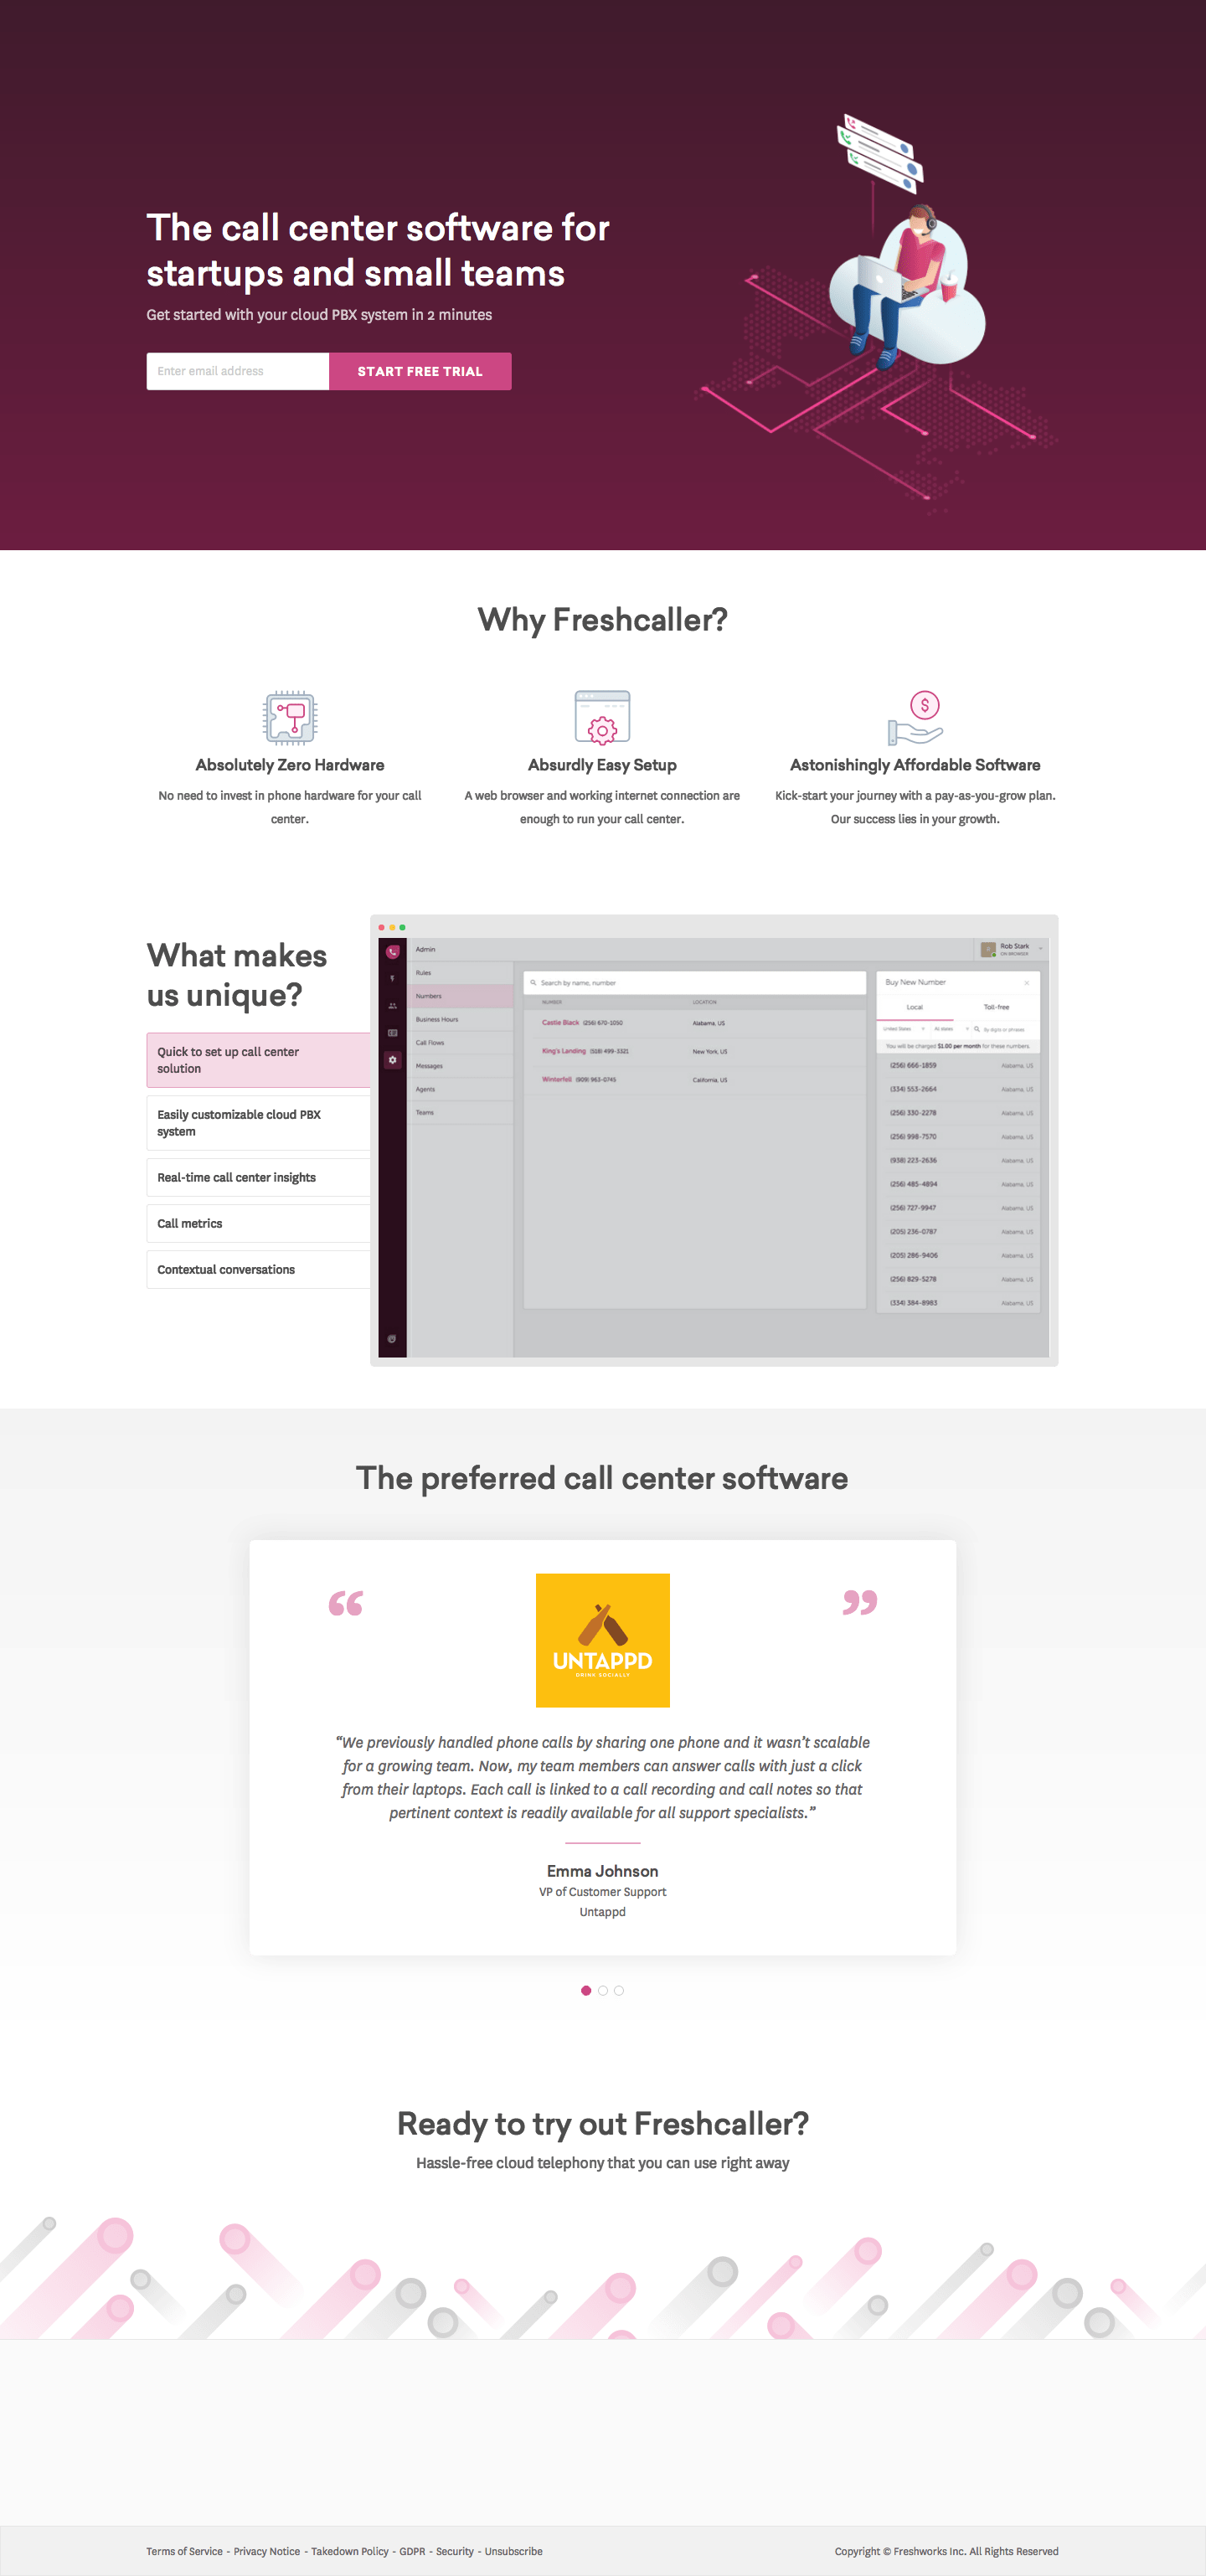 The call center software for
startups and small teams
Get started with your cloud PBX system in 2 minutes
Enter email address
START FREE TRIAL
Why Freshcaller?
Absolutely Zero Hardware
No need to invest in phone hardware for your call
center.
Absurdly Easy Setup
A web browser and working internet connection are
enough to run your call center.
Astonishingly Affordable Software
Kick-start your journey with a pay-as-you-grow plan.
Our success lies in your growth.
What makes
us unique?
Quick to set up call center
solution
Easily customizable cloud PBX
system
Real-time call center insights
Call metrics
Contextual conversations
Admin
Rob Stark
ON BROWSER
Rules
Numbers
Business Hours
Call Flows
Messages
Agents
Teams
Search by name, number
NUMBER LOCATION
Castle Black (256) 670-1050 Alabama, US
King's Landing (518) 499-3321 New York, US
Winterfell (909) 963-0745 California, US
Buy New Number
Local Toll-free
United States All states By digits or phrases
You will be charged $1.00 per month for these numbers.
(256) 666-1859 Alabama, US
(334) 553-2664 Alabama, US
(256) 330-2278 Alabama, US
(256) 998-7570 Alabama, US
(938) 223-2636 Alabama, US
(256) 485-4894 Alabama, US
(256) 727-9947 Alabama, US
(205) 236-0787 Alabama, US
(205) 286-9406 Alabama, US
(256) 829-5278 Alabama, US
(334) 384-8983 Alabama, US
The preferred call center software
UNTAPPD
DRINK SOCIALLY
“We previously handled phone calls by sharing one phone and it wasn’t scalable
for a growing team. Now, my team members can answer calls with just a click
from their laptops. Each call is linked to a call recording and call notes so that
pertinent context is readily available for all support specialists.”
Emma Johnson
VP of Customer Support
Untappd
Ready to try out Freshcaller?
Hassle-free cloud telephony that you can use right away
Terms of Service - Privacy Notice - Takedown Policy - GDPR - Security - Unsubscribe
Copyright © Freshworks Inc. All Rights Reserved